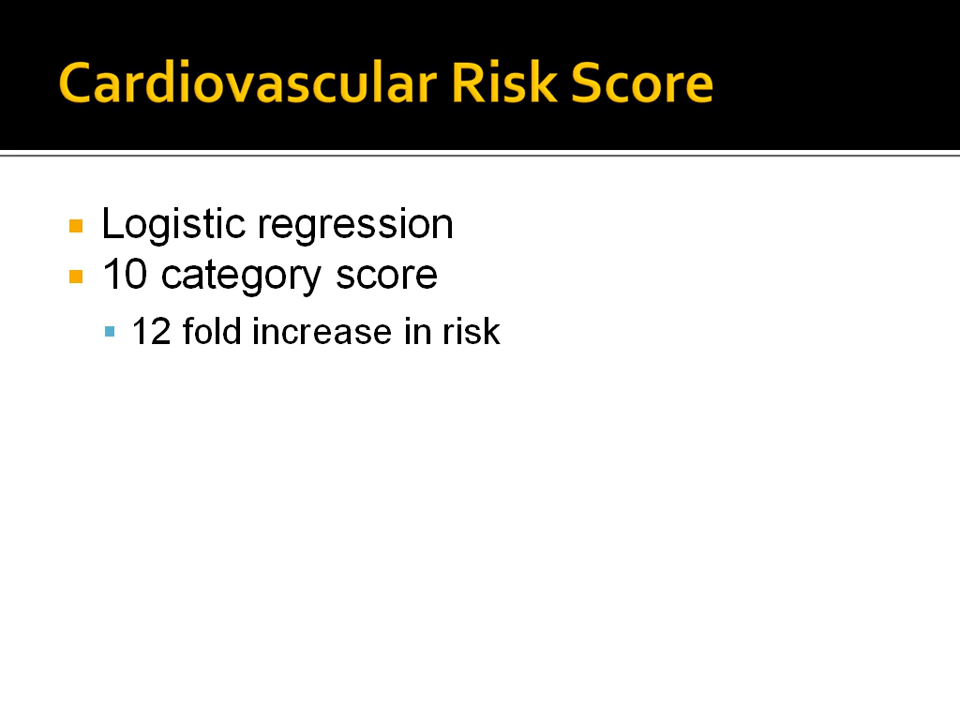 Cardiovascular Risk Score
Logistic regression
10 category score
12 fold increase in risk